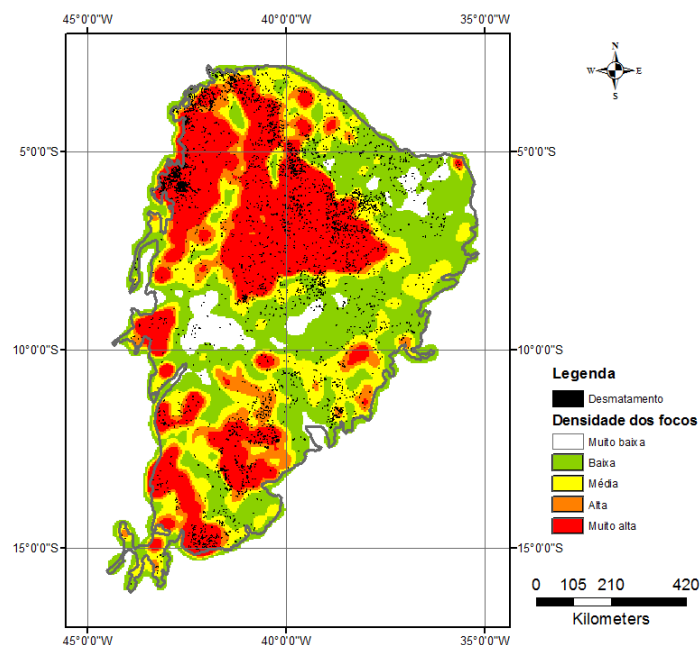 45°0'0"W 40°0'0"W 35°0'0"W
N
W E
S
5°0'0"S 5°0'0"S
10°0'0"S 10°0'0"S
Legenda
Desmatamento
Densidade dos focos
Muito baixa
Baixa
Média
Alta
Muito alta
15°0'0"S 15°0'0"S
0 105 210 420
Kilometers
45°0'0"W 40°0'0"W 35°0'0"W